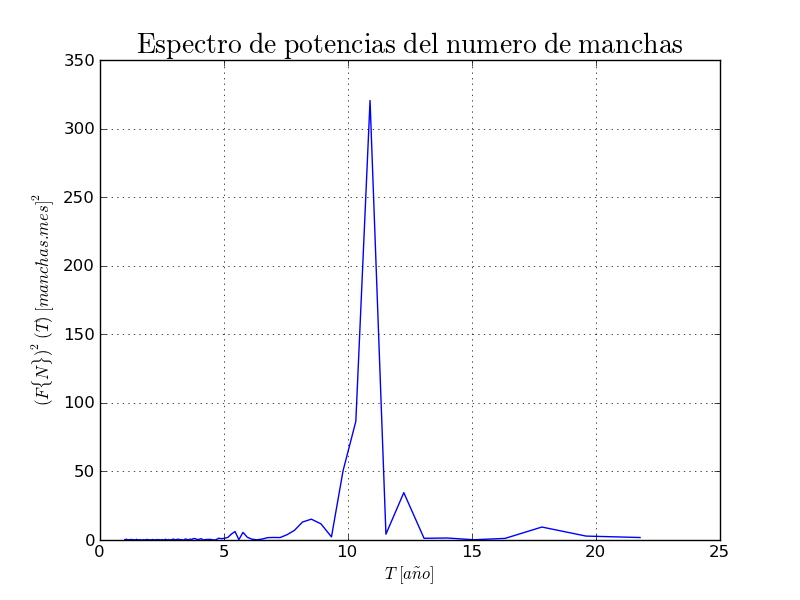 Espectro de potencias del numero de manchas
350
300
250
200
150
100
50
0
(F{N})² (T) [manchas.mes]²
0 5 10 15 20 25
T [año]